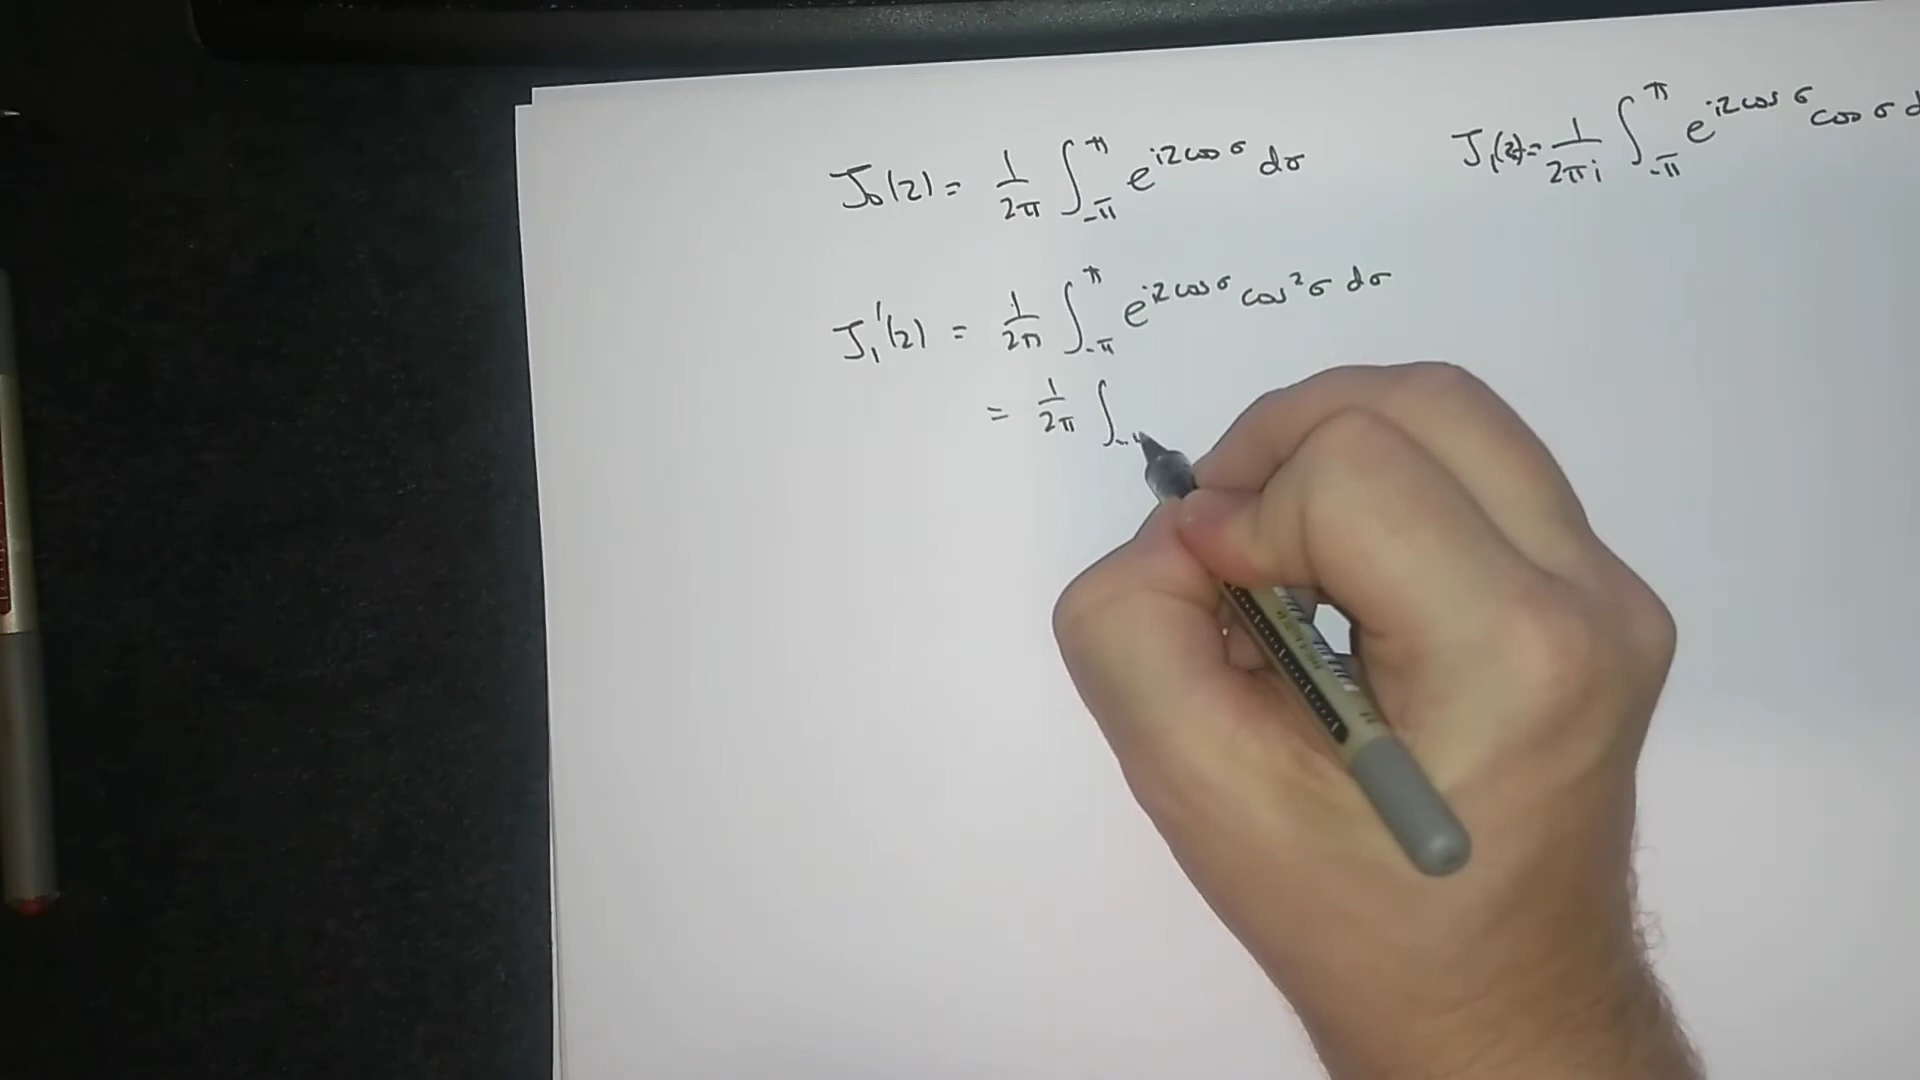 J₀(z) = 1/2π ∫_{-π}^{π} e^{iz cos σ} dσ
J₁(z) = 1/2πi ∫_{-π}^{π} e^{iz cos σ} cos σ d
J₁'(z) = 1/2π ∫_{-π}^{π} e^{iz cos σ} cos² σ dσ
= 1/2π ∫_-